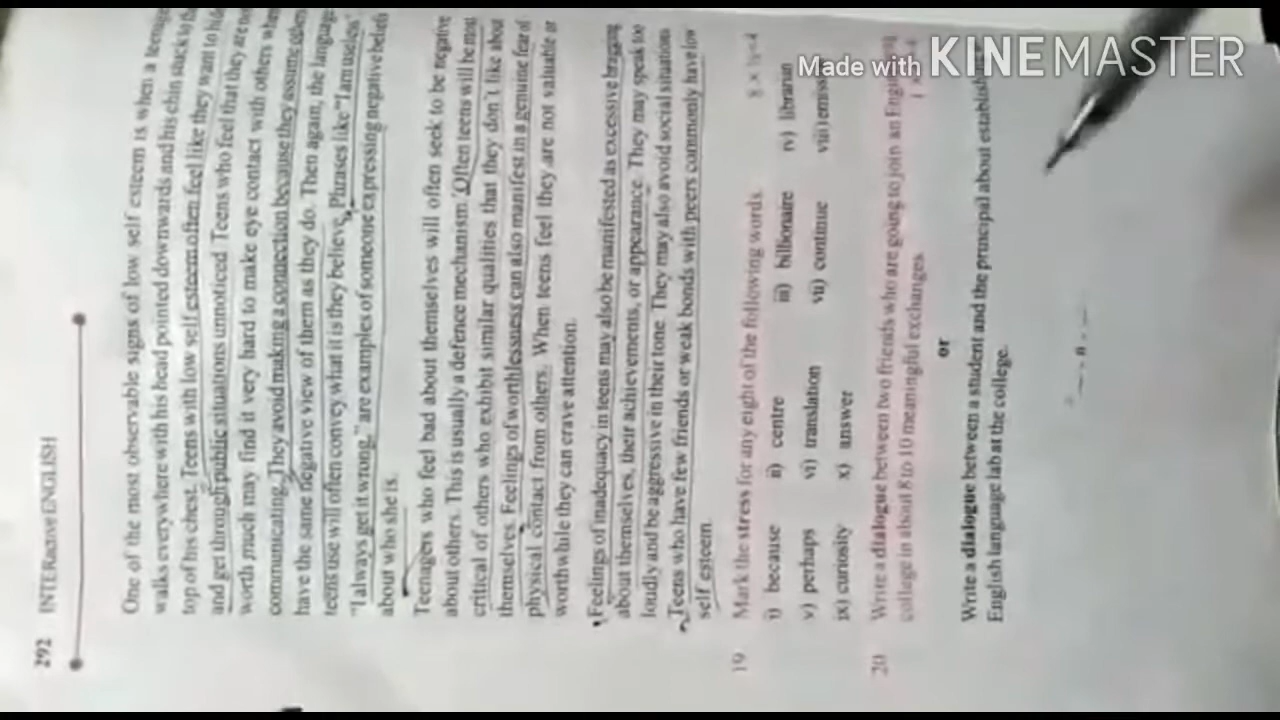 292 INTERactive ENGLISH
One of the most observable signs of low self esteem is when a teenager
walks everywhere with his head pointed downwards and his chin stuck to the
top of his chest. Teens with low self esteem often feel like they want to hide
and get through public situations unnoticed. Teens who feel that they are not
worth much may find it very hard to make eye contact with others when
communicating. They avoid making a connection because they assume others
have the same negative view of them as they do. Then again, the language
teens use will often convey what it is they believe. Phrases like "I am useless"
"I always get it wrong," are examples of someone expressing negative beliefs
about who she is.
Teenagers who feel bad about themselves will often seek to be negative
about others. This is usually a defence mechanism. Often teens will be most
critical of others who exhibit similar qualities that they don't like about
themselves. Feelings of worthlessness can also manifest in a genuine fear of
physical contact from others. When teens feel they are not valuable or
worthwhile they can crave attention.
Feelings of inadequacy in teens may also be manifested as excessive bragging
about themselves, their achievements, or appearance. They may speak too
loudly and be aggressive in their tone. They may also avoid social situations
Teens who have few friends or weak bonds with peers commonly have low
self esteem.
19 Mark the stress for any eight of the following words. 8 × ½=4
i) because ii) centre iii) billionaire iv) librarian
v) perhaps vi) translation vii) continue viii)
ix) curiosity x) answer
20 Write a dialogue between two friends who are going to join an
collage in about 8 to 10 meaningful exchanges.
or
Write a dialogue between a student and the principal about
English language lab at the college.
Made with KINEMASTER